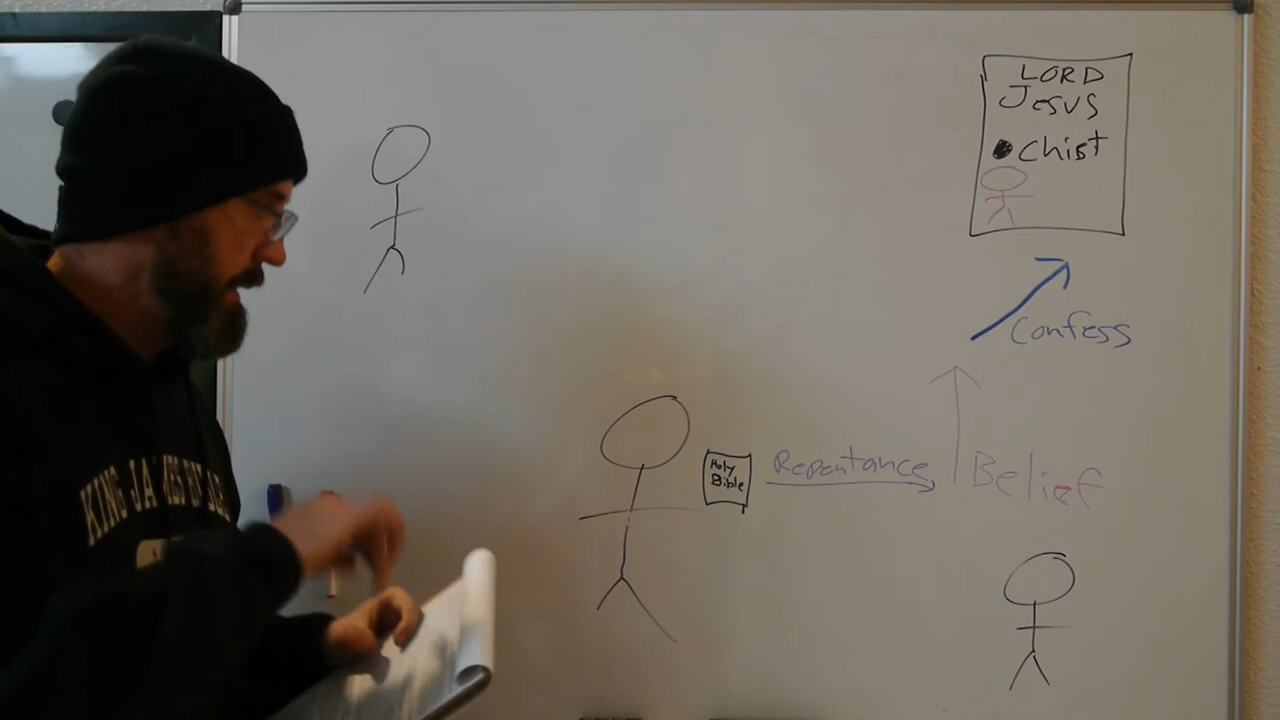 LORD
JESUS
Chist
Confess
Repentance
Belief
Holy
Bible
KING JA